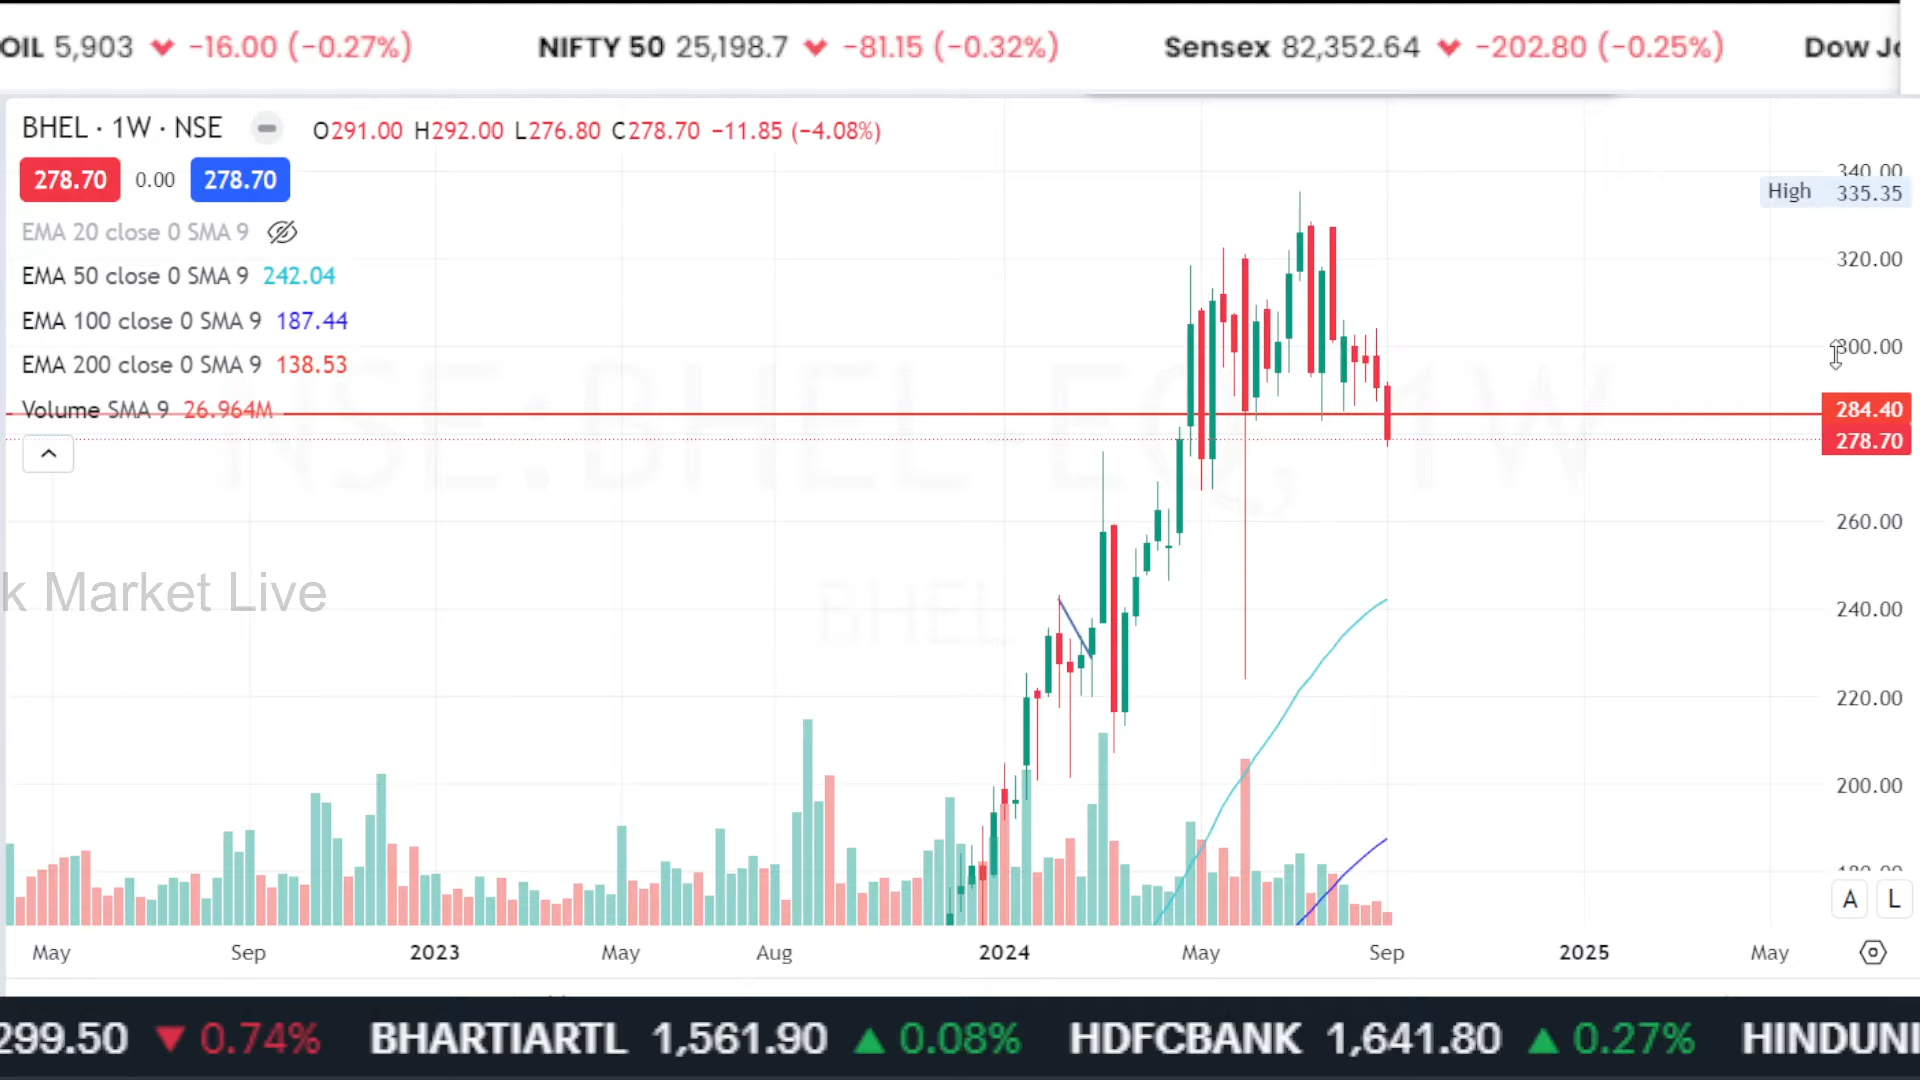 OIL 5,903 ▼ −16.00 (−0.27%) NIFTY 50 25,198.7 ▼ −81.15 (−0.32%) Sensex 82,352.64 ▼ −202.80 (−0.25%) Dow Jo
BHEL · 1W · NSE O291.00 H292.00 L276.80 C278.70 −11.85 (−4.08%)
278.70 0.00 278.70
EMA 20 close 0 SMA 9
EMA 50 close 0 SMA 9 242.04
EMA 100 close 0 SMA 9 187.44
EMA 200 close 0 SMA 9 138.53
Volume SMA 9 26.964M
340.00
High 335.35
320.00
300.00
284.40
278.70
260.00
240.00
220.00
200.00
180.00
NSE:BHEL-EQ, 1W
BHEL
k Market Live
A L
May Sep 2023 May Aug 2024 May Sep 2025 May
299.50 ▼ 0.74% BHARTIARTL 1,561.90 ▲ 0.08% HDFCBANK 1,641.80 ▲ 0.27% HINDUNI